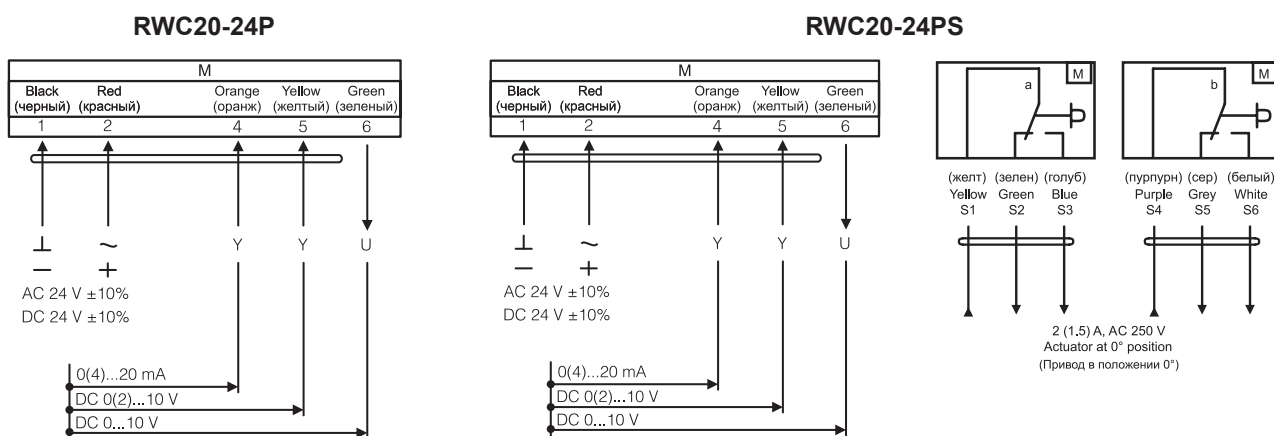 RWC20-24P
RWC20-24PS
M
Black Red Orange Yellow Green
(черный) (красный) (оранж) (желтый) (зеленый)
1 2 4 5 6
⊥ ~ Y Y U
− +
AC 24 V ±10%
DC 24 V ±10%
0(4)...20 mA
DC 0(2)...10 V
DC 0...10 V
M
Black Red Orange Yellow Green
(черный) (красный) (оранж) (желтый) (зеленый)
1 2 4 5 6
⊥ ~ Y Y U
− +
AC 24 V ±10%
DC 24 V ±10%
0(4)...20 mA
DC 0(2)...10 V
DC 0...10 V
M
a
(желт) (зелен) (голуб)
Yellow Green Blue
S1 S2 S3
M
b
(пурпурн) (сер) (белый)
Purple Grey White
S4 S5 S6
2 (1.5) A, AC 250 V
Actuator at 0° position
(Привод в положении 0°)